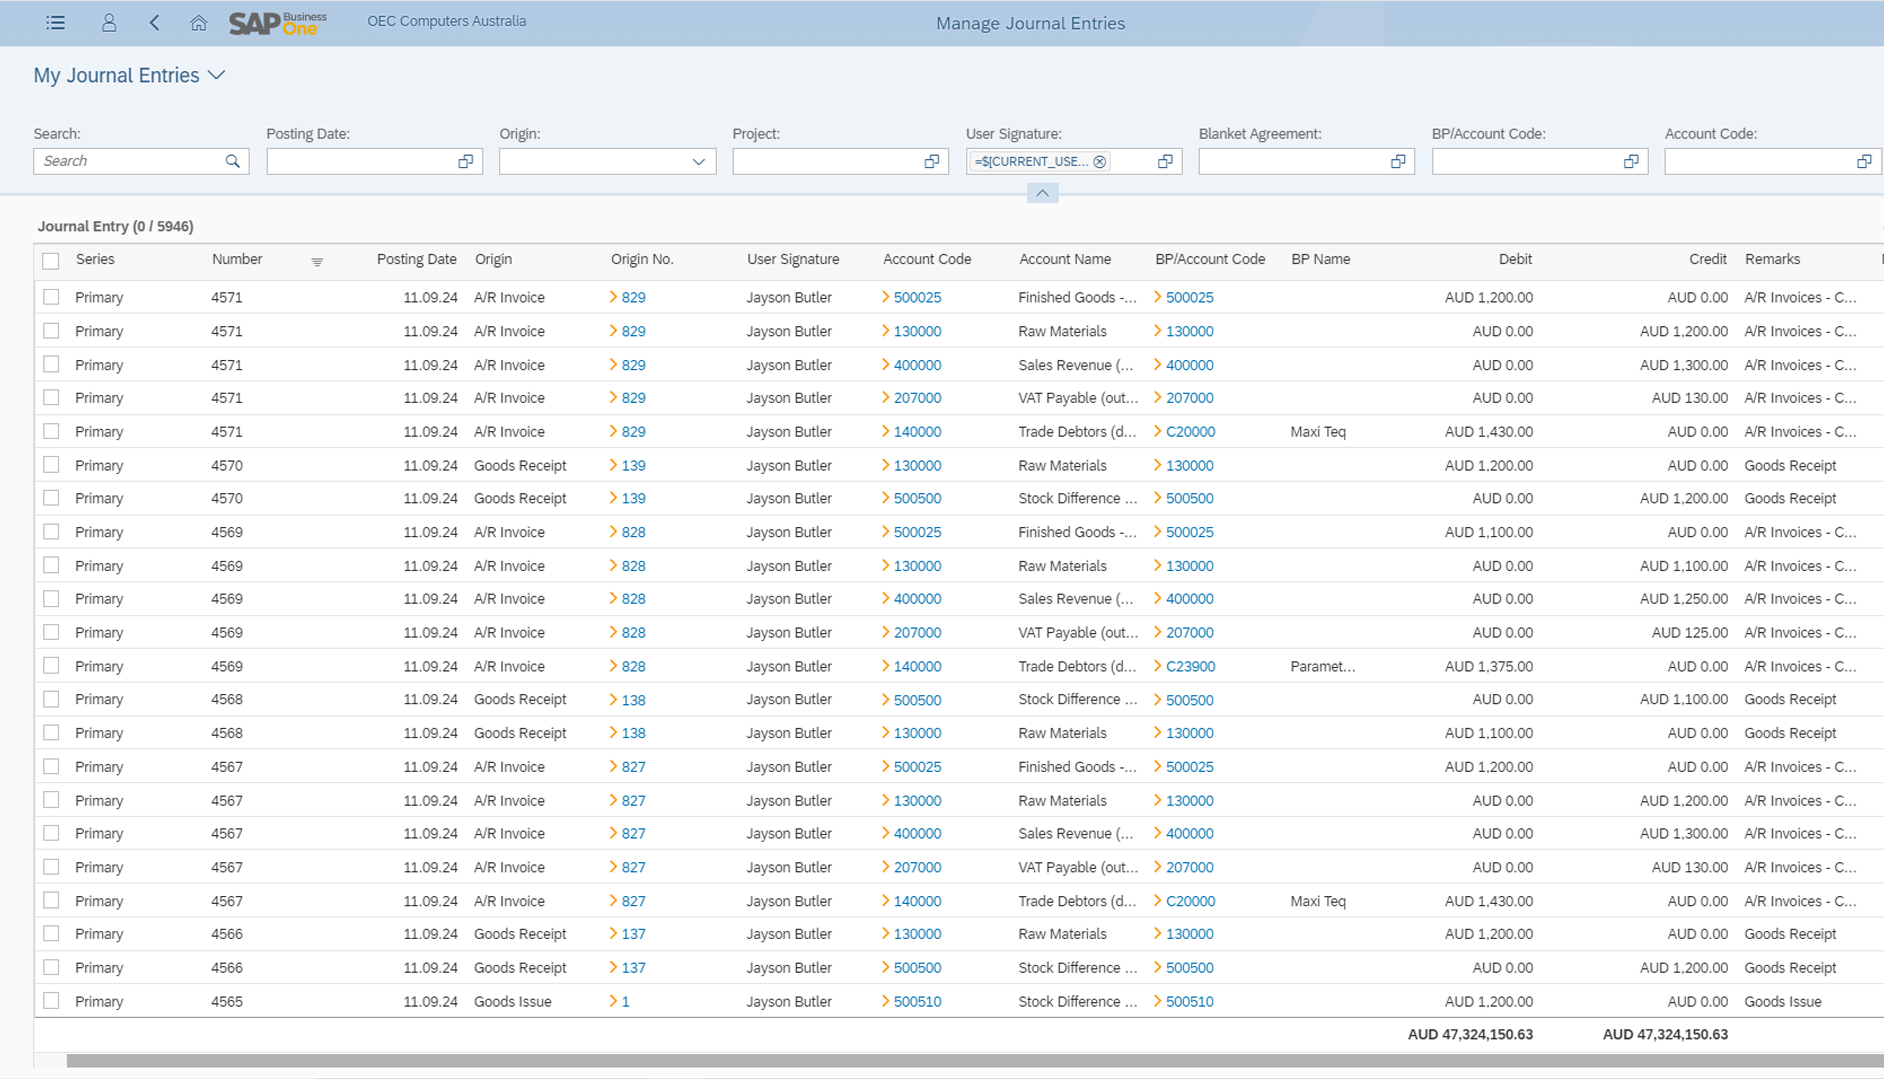 SAP Business One OEC Computers Australia Manage Journal Entries
My Journal Entries
Search: Posting Date: Origin: Project: User Signature: Blanket Agreement: BP/Account Code: Account Code:
Search =$[CURRENT_USE...
Journal Entry (0 / 5946)
Series Number Posting Date Origin Origin No. User Signature Account Code Account Name BP/Account Code BP Name Debit Credit Remarks
Primary 4571 11.09.24 A/R Invoice 829 Jayson Butler 500025 Finished Goods -... 500025 AUD 1,200.00 AUD 0.00 A/R Invoices - C...
Primary 4571 11.09.24 A/R Invoice 829 Jayson Butler 130000 Raw Materials 130000 AUD 0.00 AUD 1,200.00 A/R Invoices - C...
Primary 4571 11.09.24 A/R Invoice 829 Jayson Butler 400000 Sales Revenue (... 400000 AUD 0.00 AUD 1,300.00 A/R Invoices - C...
Primary 4571 11.09.24 A/R Invoice 829 Jayson Butler 207000 VAT Payable (out... 207000 AUD 0.00 AUD 130.00 A/R Invoices - C...
Primary 4571 11.09.24 A/R Invoice 829 Jayson Butler 140000 Trade Debtors (d... C20000 Maxi Teq AUD 1,430.00 AUD 0.00 A/R Invoices - C...
Primary 4570 11.09.24 Goods Receipt 139 Jayson Butler 130000 Raw Materials 130000 AUD 1,200.00 AUD 0.00 Goods Receipt
Primary 4570 11.09.24 Goods Receipt 139 Jayson Butler 500500 Stock Difference ... 500500 AUD 0.00 AUD 1,200.00 Goods Receipt
Primary 4569 11.09.24 A/R Invoice 828 Jayson Butler 500025 Finished Goods -... 500025 AUD 1,100.00 AUD 0.00 A/R Invoices - C...
Primary 4569 11.09.24 A/R Invoice 828 Jayson Butler 130000 Raw Materials 130000 AUD 0.00 AUD 1,100.00 A/R Invoices - C...
Primary 4569 11.09.24 A/R Invoice 828 Jayson Butler 400000 Sales Revenue (... 400000 AUD 0.00 AUD 1,250.00 A/R Invoices - C...
Primary 4569 11.09.24 A/R Invoice 828 Jayson Butler 207000 VAT Payable (out... 207000 AUD 0.00 AUD 125.00 A/R Invoices - C...
Primary 4569 11.09.24 A/R Invoice 828 Jayson Butler 140000 Trade Debtors (d... C23900 Paramet... AUD 1,375.00 AUD 0.00 A/R Invoices - C...
Primary 4568 11.09.24 Goods Receipt 138 Jayson Butler 500500 Stock Difference ... 500500 AUD 0.00 AUD 1,100.00 Goods Receipt
Primary 4568 11.09.24 Goods Receipt 138 Jayson Butler 130000 Raw Materials 130000 AUD 1,100.00 AUD 0.00 Goods Receipt
Primary 4567 11.09.24 A/R Invoice 827 Jayson Butler 500025 Finished Goods -... 500025 AUD 1,200.00 AUD 0.00 A/R Invoices - C...
Primary 4567 11.09.24 A/R Invoice 827 Jayson Butler 130000 Raw Materials 130000 AUD 0.00 AUD 1,200.00 A/R Invoices - C...
Primary 4567 11.09.24 A/R Invoice 827 Jayson Butler 400000 Sales Revenue (... 400000 AUD 0.00 AUD 1,300.00 A/R Invoices - C...
Primary 4567 11.09.24 A/R Invoice 827 Jayson Butler 207000 VAT Payable (out... 207000 AUD 0.00 AUD 130.00 A/R Invoices - C...
Primary 4567 11.09.24 A/R Invoice 827 Jayson Butler 140000 Trade Debtors (d... C20000 Maxi Teq AUD 1,430.00 AUD 0.00 A/R Invoices - C...
Primary 4566 11.09.24 Goods Receipt 137 Jayson Butler 130000 Raw Materials 130000 AUD 1,200.00 AUD 0.00 Goods Receipt
Primary 4566 11.09.24 Goods Receipt 137 Jayson Butler 500500 Stock Difference ... 500500 AUD 0.00 AUD 1,200.00 Goods Receipt
Primary 4565 11.09.24 Goods Issue 1 Jayson Butler 500510 Stock Difference ... 500510 AUD 1,200.00 AUD 0.00 Goods Issue
AUD 47,324,150.63 AUD 47,324,150.63